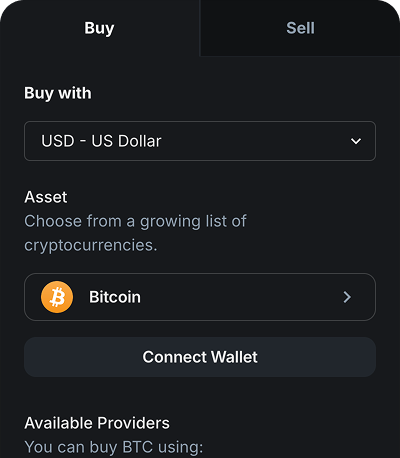 Buy
Sell
Buy with
USD - US Dollar
Asset
Choose from a growing list of
cryptocurrencies.
Bitcoin
Connect Wallet
Available Providers
You can buy BTC using: